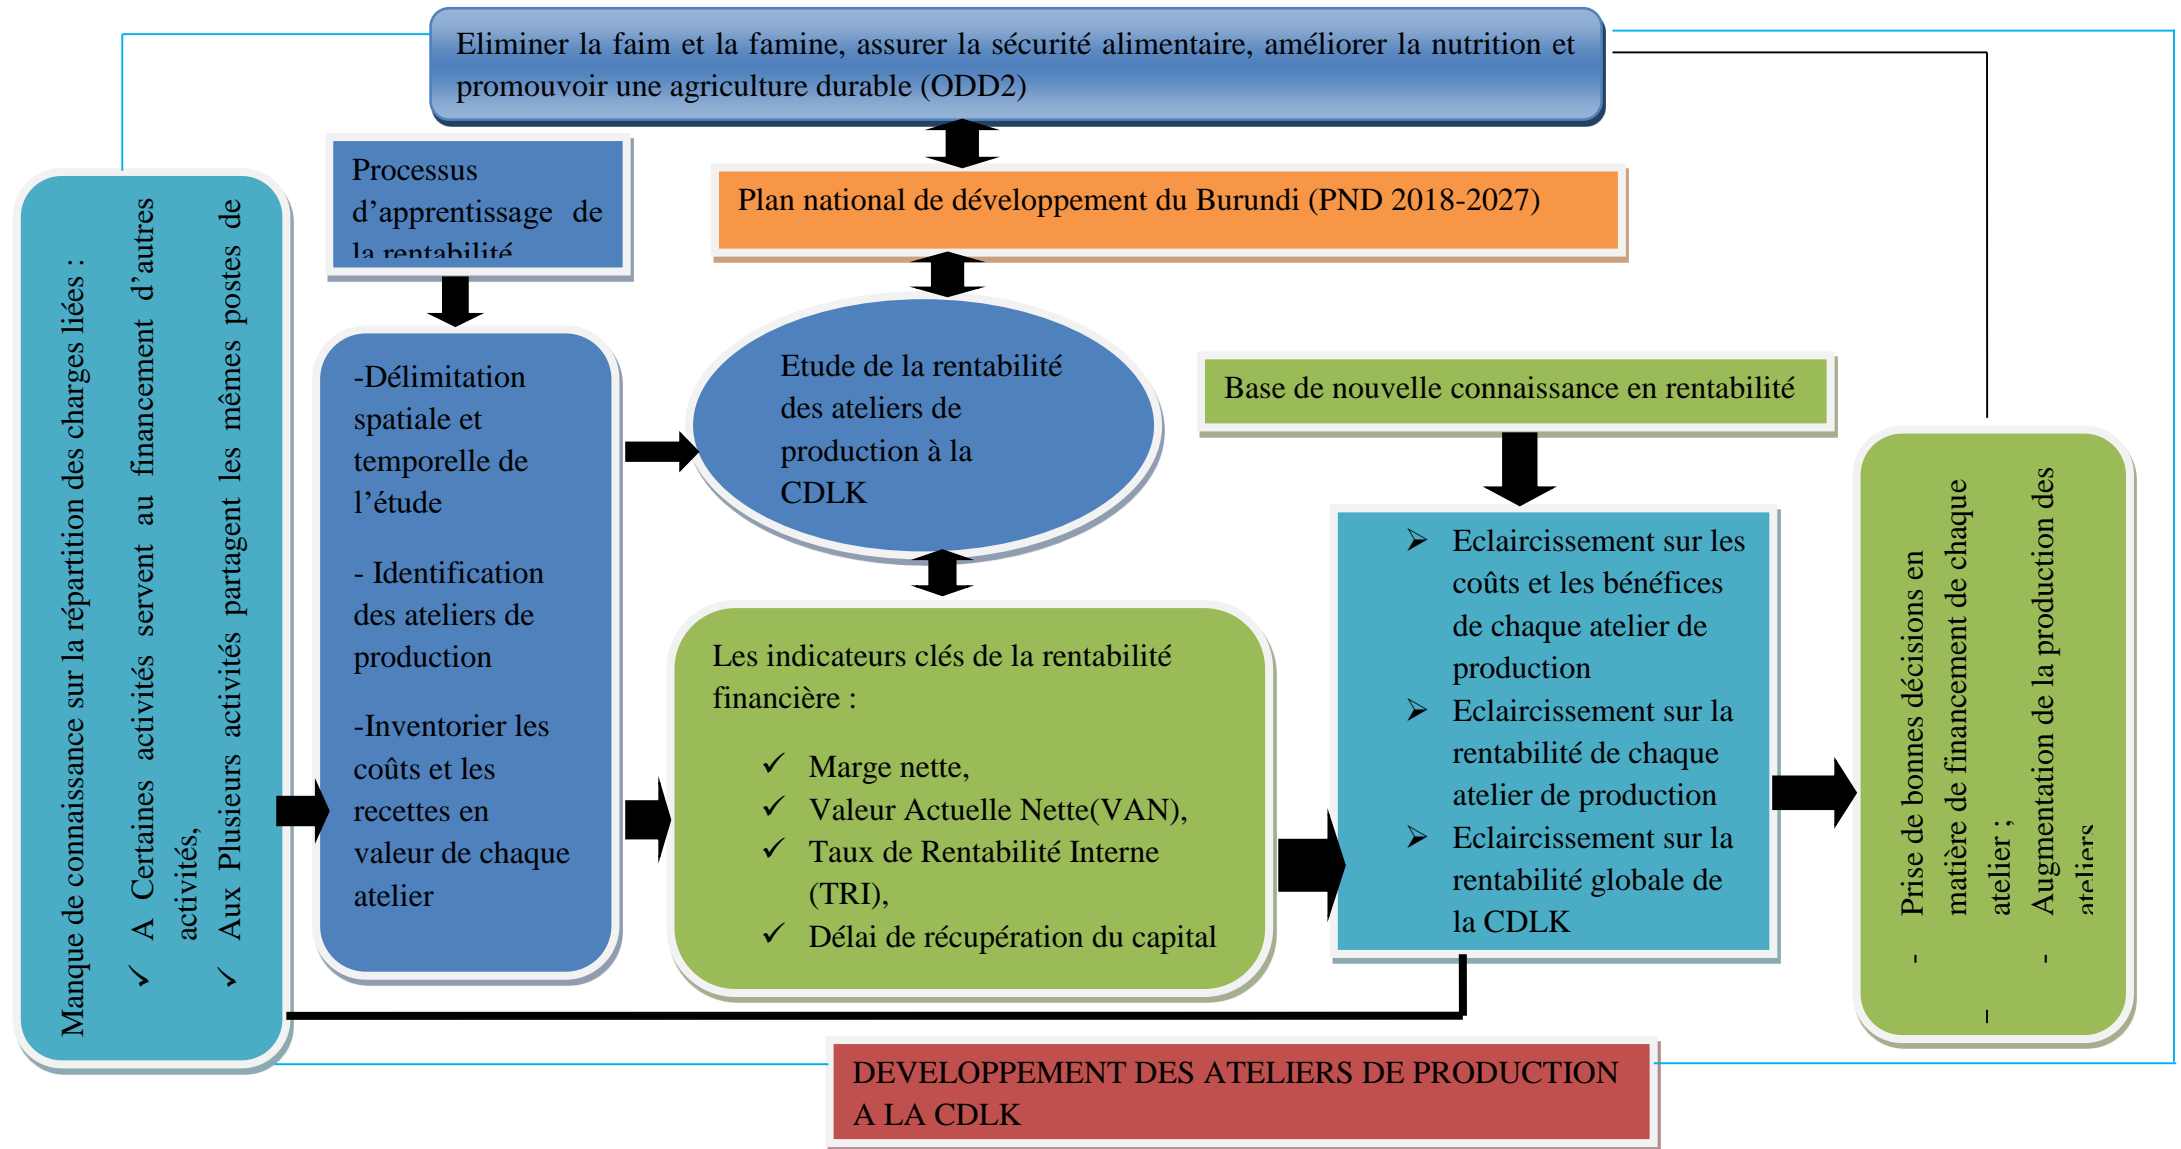 Eliminer la faim et la famine, assurer la sécurité alimentaire, améliorer la nutrition et
promouvoir une agriculture durable (ODD2)
Processus
d’apprentissage de
la rentabilité
Plan national de développement du Burundi (PND 2018-2027)
Manque de connaissance sur la répartition des charges liées :
✓ A Certaines activités servent au financement d’autres
activités,
✓ Aux Plusieurs activités partagent les mêmes postes de
-Délimitation
spatiale et
temporelle de
l’étude
- Identification
des ateliers de
production
-Inventorier les
coûts et les
recettes en
valeur de chaque
atelier
Etude de la rentabilité
des ateliers de
production à la
CDLK
Les indicateurs clés de la rentabilité
financière :
✓ Marge nette,
✓ Valeur Actuelle Nette(VAN),
✓ Taux de Rentabilité Interne
(TRI),
✓ Délai de récupération du capital
Base de nouvelle connaissance en rentabilité
➢ Eclaircissement sur les
coûts et les bénéfices
de chaque atelier de
production
➢ Eclaircissement sur la
rentabilité de chaque
atelier de production
➢ Eclaircissement sur la
rentabilité globale de
la CDLK
- Prise de bonnes décisions en
matière de financement de chaque
atelier ;
- Augmentation de la production des
ateliers
DEVELOPPEMENT DES ATELIERS DE PRODUCTION
A LA CDLK